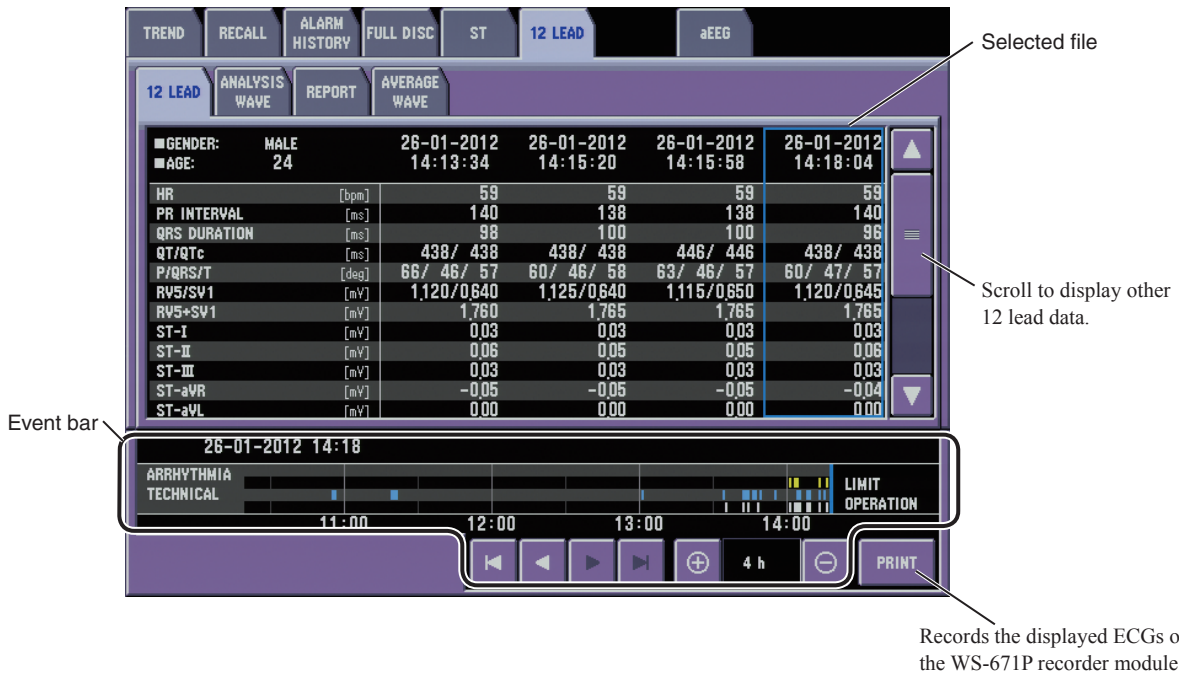 TREND RECALL ALARM HISTORY FULL DISC ST 12 LEAD aEEG
Selected file
12 LEAD ANALYSIS WAVE REPORT AVERAGE WAVE
■GENDER: MALE 26-01-2012 26-01-2012 26-01-2012 26-01-2012
■AGE: 24 14:13:34 14:15:20 14:15:58 14:18:04
HR [bpm] 59 59 59 59
PR INTERVAL [ms] 140 138 138 140
QRS DURATION [ms] 98 100 100 96
QT/QTc [ms] 438/ 438 438/ 438 446/ 446 438/ 438
P/QRS/T [deg] 66/ 46/ 57 60/ 46/ 58 63/ 46/ 57 60/ 47/ 57
RV5/SV1 [mV] 1.120/0.640 1.125/0.640 1.115/0.650 1.120/0.645
RV5+SV1 [mV] 1.760 1.765 1.765 1.765
ST-I [mV] 0.03 0.03 0.03 0.03
ST-Ⅱ [mV] 0.06 0.05 0.05 0.06
ST-Ⅲ [mV] 0.03 0.03 0.03 0.03
ST-aVR [mV] -0.05 -0.05 -0.05 -0.04
ST-aVL [mV] 0.00 0.00 0.00 0.00
Scroll to display other
12 lead data.
Event bar
26-01-2012 14:18
ARRHYTHMIA
TECHNICAL
LIMIT
OPERATION
11:00 12:00 13:00 14:00
4 h
PRINT
Records the displayed ECGs o
the WS-671P recorder module